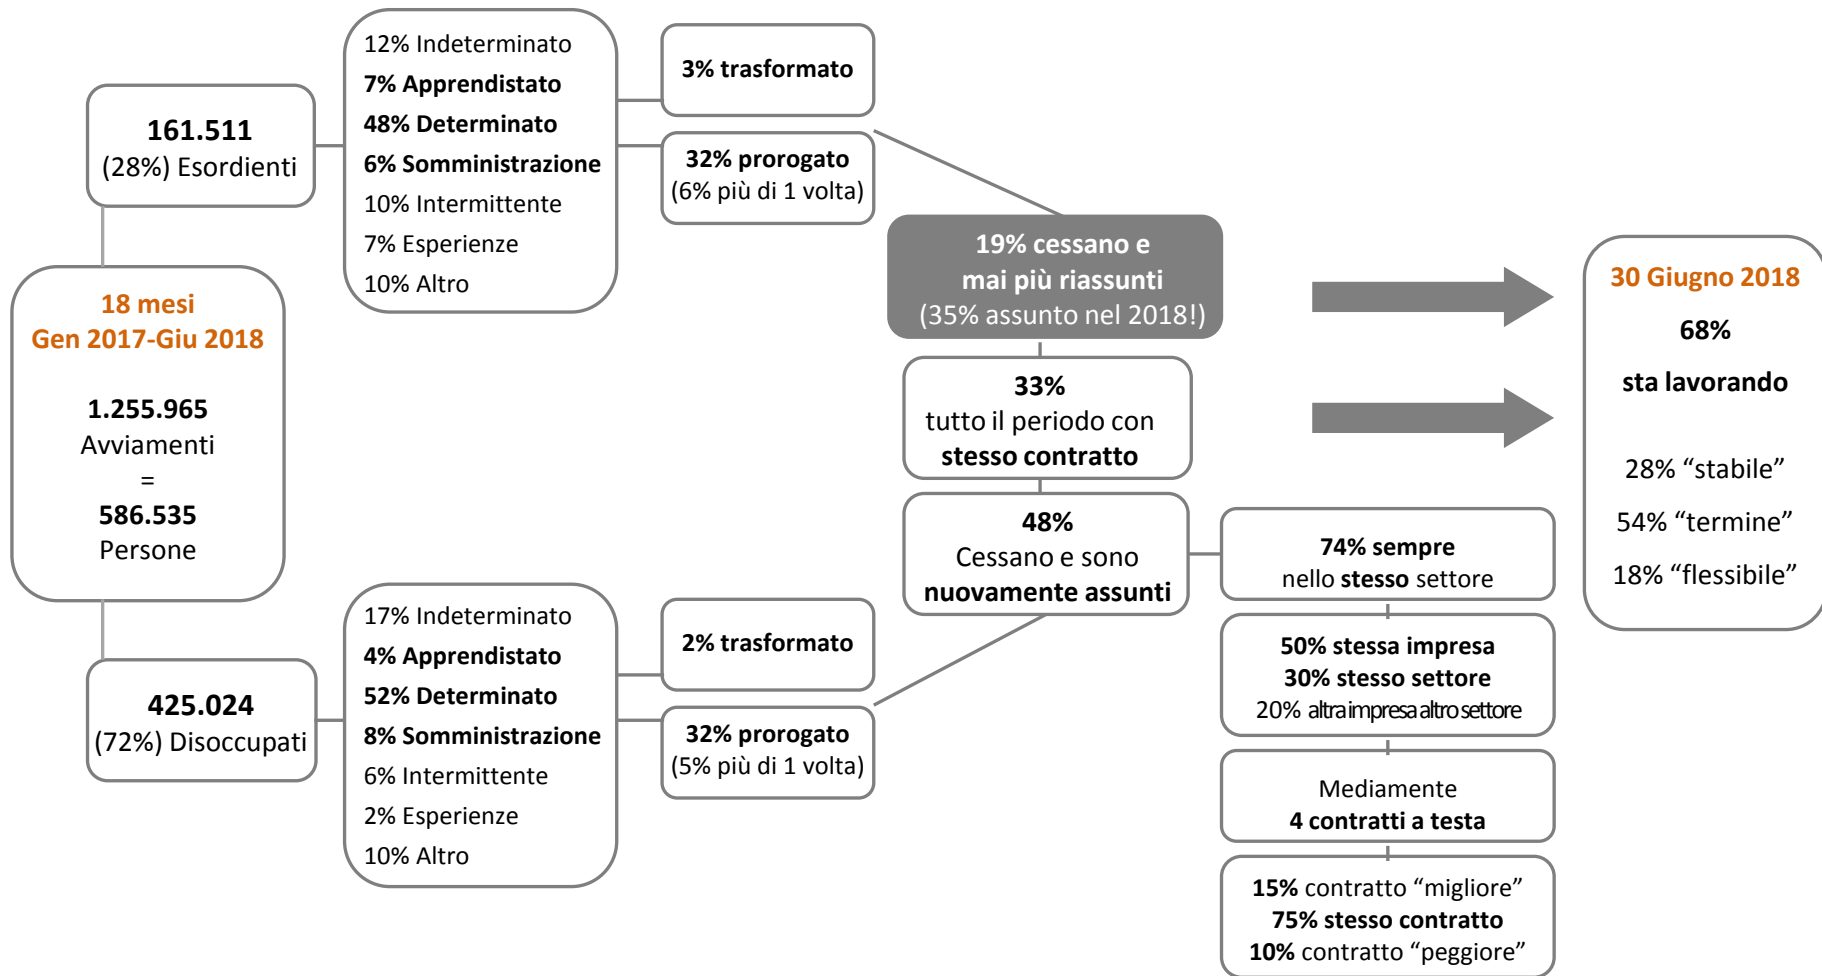 18 mesi
Gen 2017-Giu 2018
1.255.965
Avviamenti
=
586.535
Persone
161.511
(28%) Esordienti
12% Indeterminato
7% Apprendistato
48% Determinato
6% Somministrazione
10% Intermittente
7% Esperienze
10% Altro
3% trasformato
32% prorogato
(6% più di 1 volta)
425.024
(72%) Disoccupati
17% Indeterminato
4% Apprendistato
52% Determinato
8% Somministrazione
6% Intermittente
2% Esperienze
10% Altro
2% trasformato
32% prorogato
(5% più di 1 volta)
19% cessano e
mai più riassunti
(35% assunto nel 2018!)
33%
tutto il periodo con
stesso contratto
48%
Cessano e sono
nuovamente assunti
74% sempre
nello stesso settore
50% stessa impresa
30% stesso settore
20% altra impresa altro settore
Mediamente
4 contratti a testa
15% contratto “migliore”
75% stesso contratto
10% contratto “peggiore”
30 Giugno 2018
68%
sta lavorando
28% “stabile”
54% “termine”
18% “flessibile”